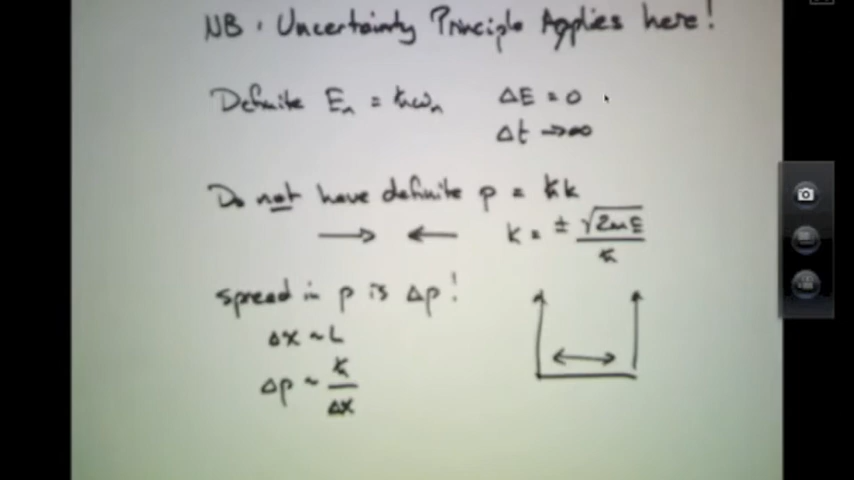 NB. Uncertainty Principle Applies here!
Definite Eₙ = ħωₙ   ΔE = 0
Δt → ∞
Do not have definite p = ħk
k = ± √2mE / ħ
spread in p is Δp!
Δx ~ L
Δp ~ ħ / Δx